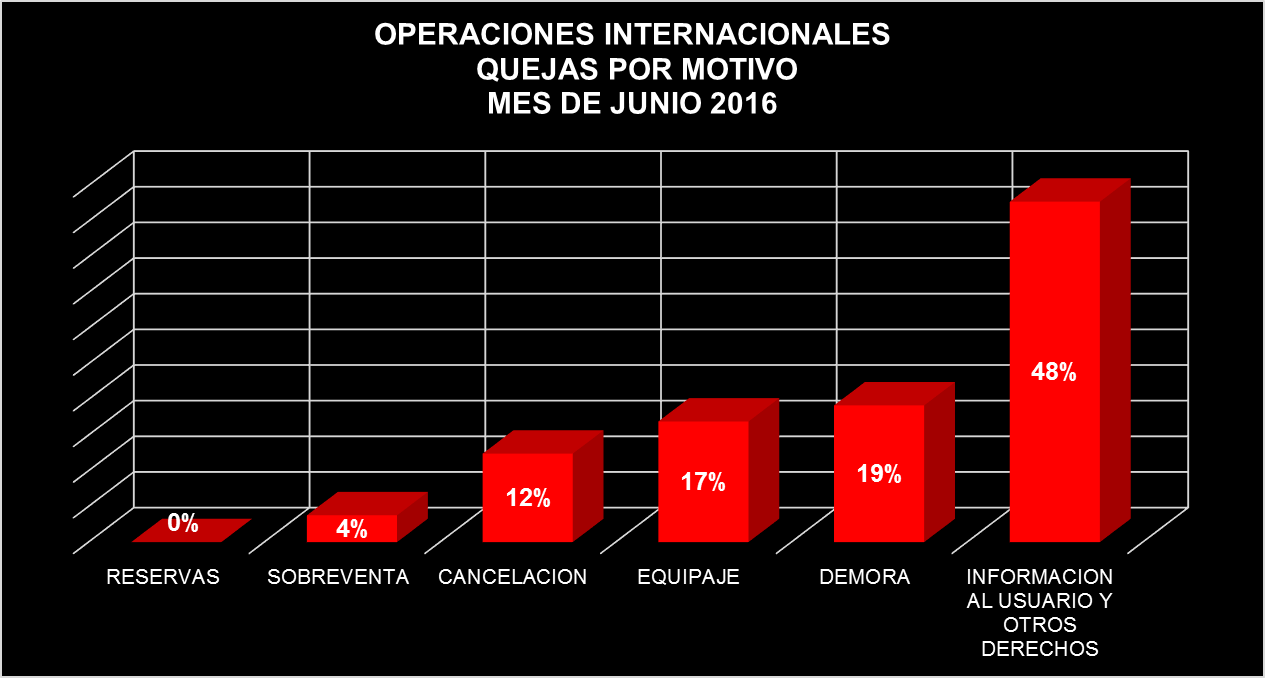 OPERACIONES INTERNACIONALES
QUEJAS POR MOTIVO
MES DE JUNIO 2016
0%
4%
12%
17%
19%
48%
RESERVAS
SOBREVENTA
CANCELACION
EQUIPAJE
DEMORA
INFORMACION
AL USUARIO Y
OTROS
DERECHOS